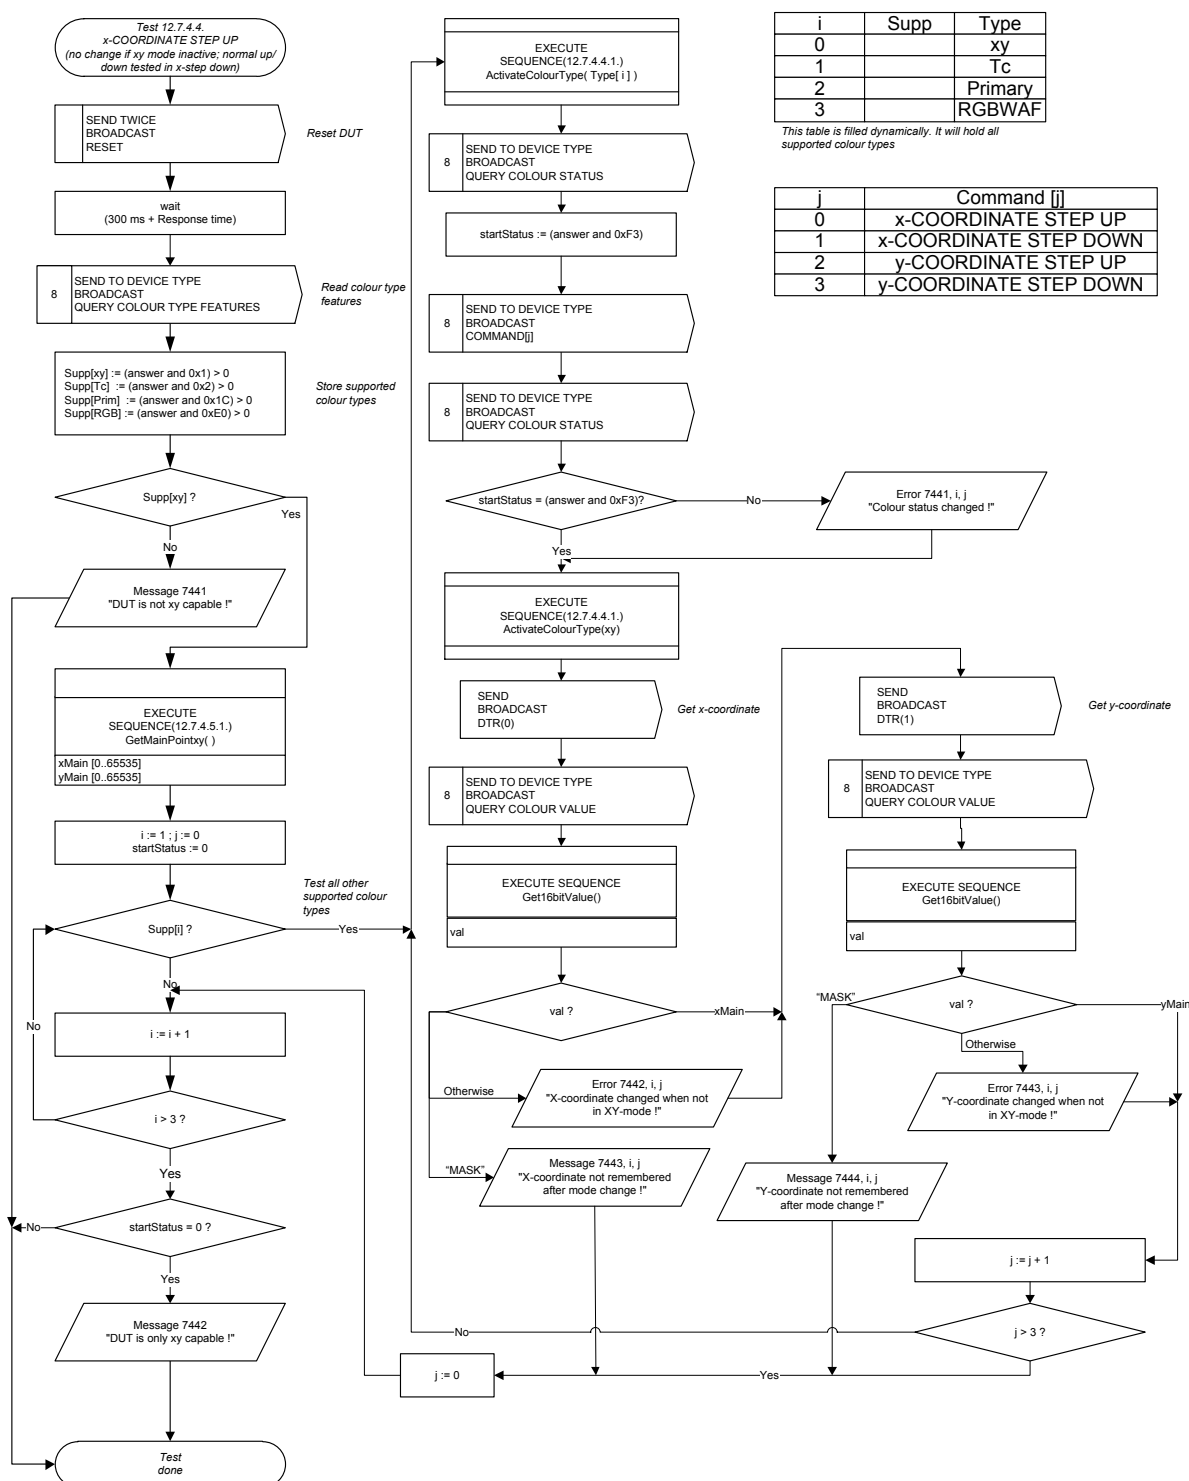 Test 12.7.4.4.
x-COORDINATE STEP UP
(no change if xy mode inactive; normal up/
down tested in x-step down)
SEND TWICE
BROADCAST
RESET
Reset DUT
wait
(300 ms + Response time)
8
SEND TO DEVICE TYPE
BROADCAST
QUERY COLOUR TYPE FEATURES
Read colour type
features
Supp[xy] := (answer and 0x1) > 0
Supp[Tc] := (answer and 0x2) > 0
Supp[Prim] := (answer and 0x1C) > 0
Supp[RGB] := (answer and 0xE0) > 0
Store supported
colour types
Supp[xy] ?
Yes
No
Message 7441
"DUT is not xy capable !"
EXECUTE
SEQUENCE(12.7.4.5.1.)
GetMainPointxy( )
xMain [0..65535]
yMain [0..65535]
i := 1 ; j := 0
startStatus := 0
Test all other
supported colour
types
Supp[i] ?
Yes
No
i := i + 1
No
i > 3 ?
Yes
startStatus = 0 ?
No
Yes
Message 7442
"DUT is only xy capable !"
Test
done
EXECUTE
SEQUENCE(12.7.4.4.1.)
ActivateColourType( Type[ i ] )
8
SEND TO DEVICE TYPE
BROADCAST
QUERY COLOUR STATUS
startStatus := (answer and 0xF3)
8
SEND TO DEVICE TYPE
BROADCAST
COMMAND[j]
8
SEND TO DEVICE TYPE
BROADCAST
QUERY COLOUR STATUS
startStatus = (answer and 0xF3)?
No
Error 7441, i, j
"Colour status changed !"
Yes
EXECUTE
SEQUENCE(12.7.4.4.1.)
ActivateColourType(xy)
SEND
BROADCAST
DTR(0)
Get x-coordinate
8
SEND TO DEVICE TYPE
BROADCAST
QUERY COLOUR VALUE
EXECUTE SEQUENCE
Get16bitValue()
val
val ?
xMain
Otherwise
Error 7442, i, j
"X-coordinate changed when not
in XY-mode !"
"MASK"
Message 7443, i, j
"X-coordinate not remembered
after mode change !"
j := 0
i Supp Type
0 xy
1 Tc
2 Primary
3 RGBWAF
This table is filled dynamically. It will hold all
supported colour types
j Command [j]
0 x-COORDINATE STEP UP
1 x-COORDINATE STEP DOWN
2 y-COORDINATE STEP UP
3 y-COORDINATE STEP DOWN
SEND
BROADCAST
DTR(1)
Get y-coordinate
8
SEND TO DEVICE TYPE
BROADCAST
QUERY COLOUR VALUE
EXECUTE SEQUENCE
Get16bitValue()
val
"MASK"
val ?
yMain
Otherwise
Error 7443, i, j
"Y-coordinate changed when not
in XY-mode !"
Message 7444, i, j
"Y-coordinate not remembered
after mode change !"
j := j + 1
j > 3 ?
No
Yes